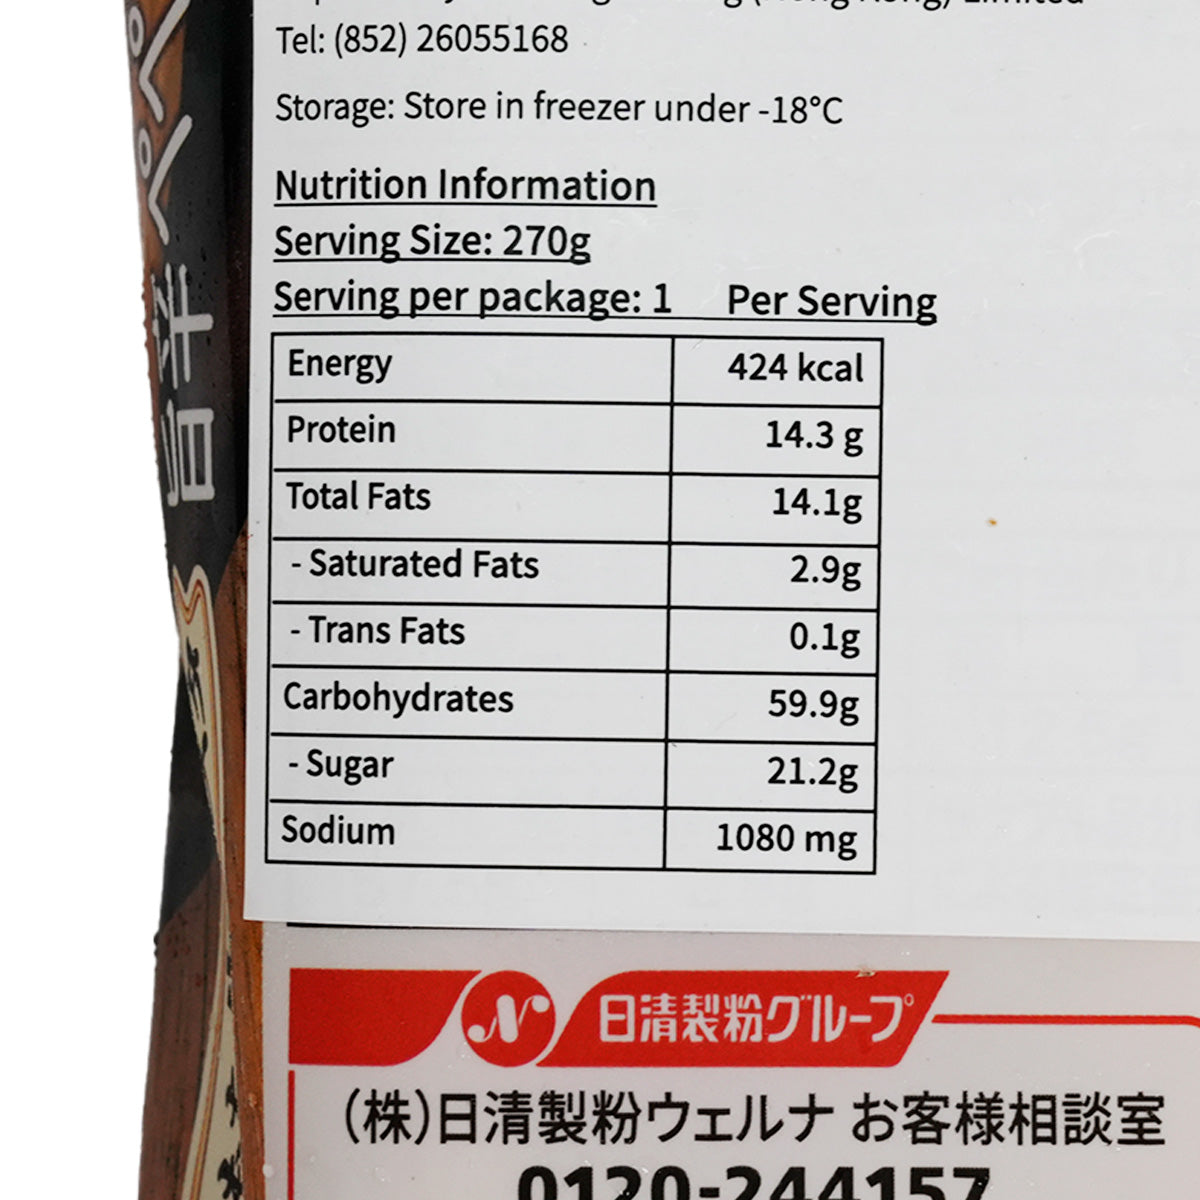 Limited
Tel: (852) 26055168
Storage: Store in freezer under -18°C
Nutrition Information
Serving Size: 270g
Serving per package: 1 Per Serving
Energy 424 kcal
Protein 14.3 g
Total Fats 14.1g
- Saturated Fats 2.9g
- Trans Fats 0.1g
Carbohydrates 59.9g
- Sugar 21.2g
Sodium 1080 mg
日清製粉グループ
(株)日清製粉ウェルナ お客様相談室
0120-244157